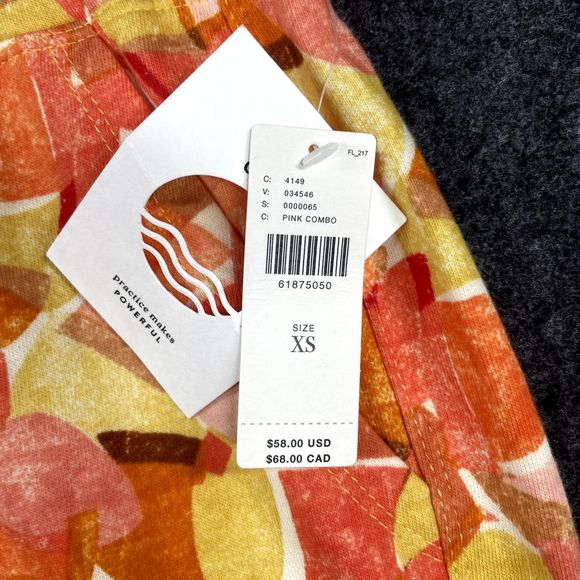 FL_217
C: 4149
V: 034546
S: 0000065
C: PINK COMBO
61875050
SIZE
XS
$58.00 USD
$68.00 CAD
practice makes
POWERFUL